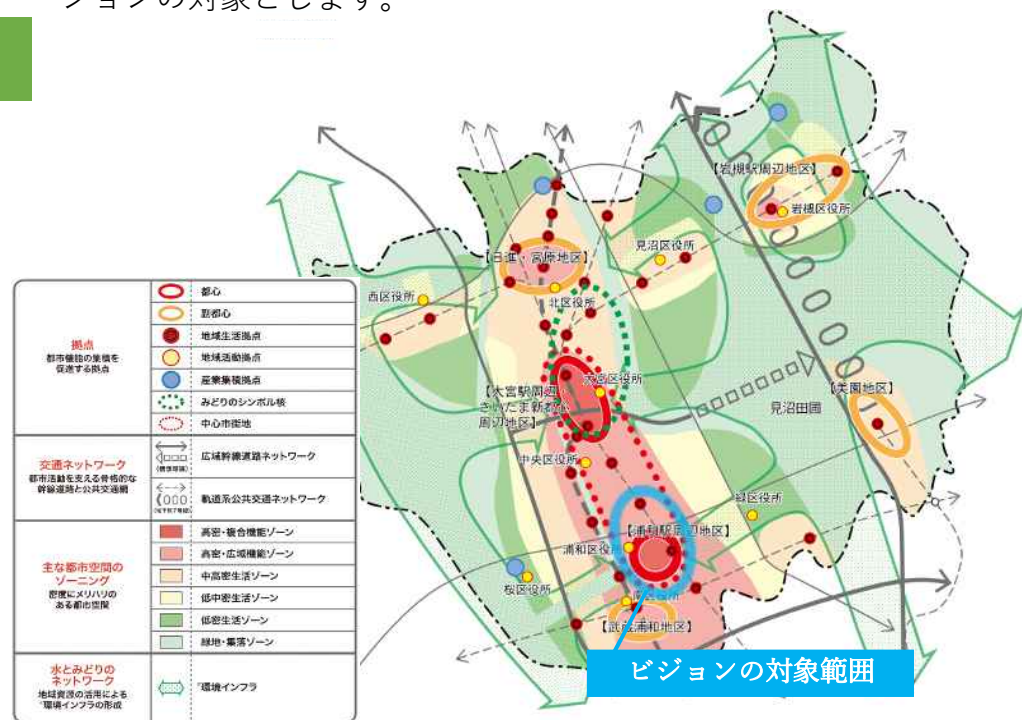 ジョンの対象とします。
【岩槻駅周辺地区】
岩槻区役所
見沼区役所
【日進・宮原地区】
西区役所
北区役所
大宮区役所
【大宮駅周辺・
さいたま新都心
周辺地区】
【美園地区】
見沼田圃
中央区役所
緑区役所
【浦和駅周辺地区】
浦和区役所
桜区役所
南区役所
【武蔵浦和地区】
ビジョンの対象範囲
拠点
都市機能の集積を
促進する拠点
都心
副都心
地域生活拠点
地域活動拠点
産業集積拠点
みどりのシンボル核
中心市街地
交通ネットワーク
都市活動を支える骨格的な
幹線道路と公共交通網
広域幹線道路ネットワーク
軌道系公共交通ネットワーク
主な都市空間の
ゾーニング
密度にメリハリの
ある都市空間
高密・複合機能ゾーン
高密・広域機能ゾーン
中高密生活ゾーン
低中密生活ゾーン
低密生活ゾーン
緑地・集落ゾーン
水とみどりの
ネットワーク
地域資源の活用による
"環境インフラの形成
"環境インフラ